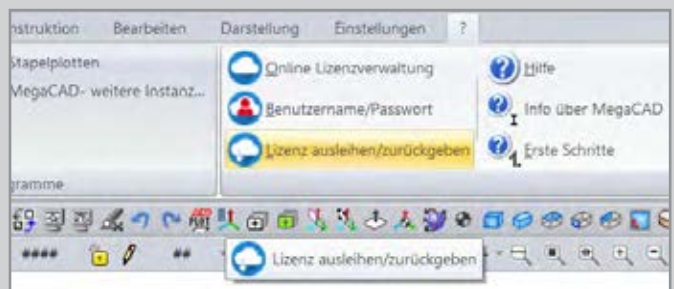 nstruktion Bearbeiten Darstellung Einstellungen ?
Stapelplotten
MegaCAD- weitere Instanz...
gramme
Online Lizenzverwaltung
Benutzername/Passwort
Lizenz ausleihen/zurückgeben
Hilfe
Info über MegaCAD
Erste Schritte
#### ##
Lizenz ausleihen/zurückgeben